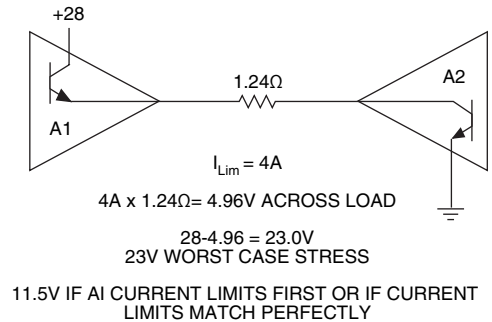 +28
1.24Ω
A1
A2
I_Lim = 4A
4A x 1.24Ω= 4.96V ACROSS LOAD
28-4.96 = 23.0V
23V WORST CASE STRESS
11.5V IF AI CURRENT LIMITS FIRST OR IF CURRENT
LIMITS MATCH PERFECTLY